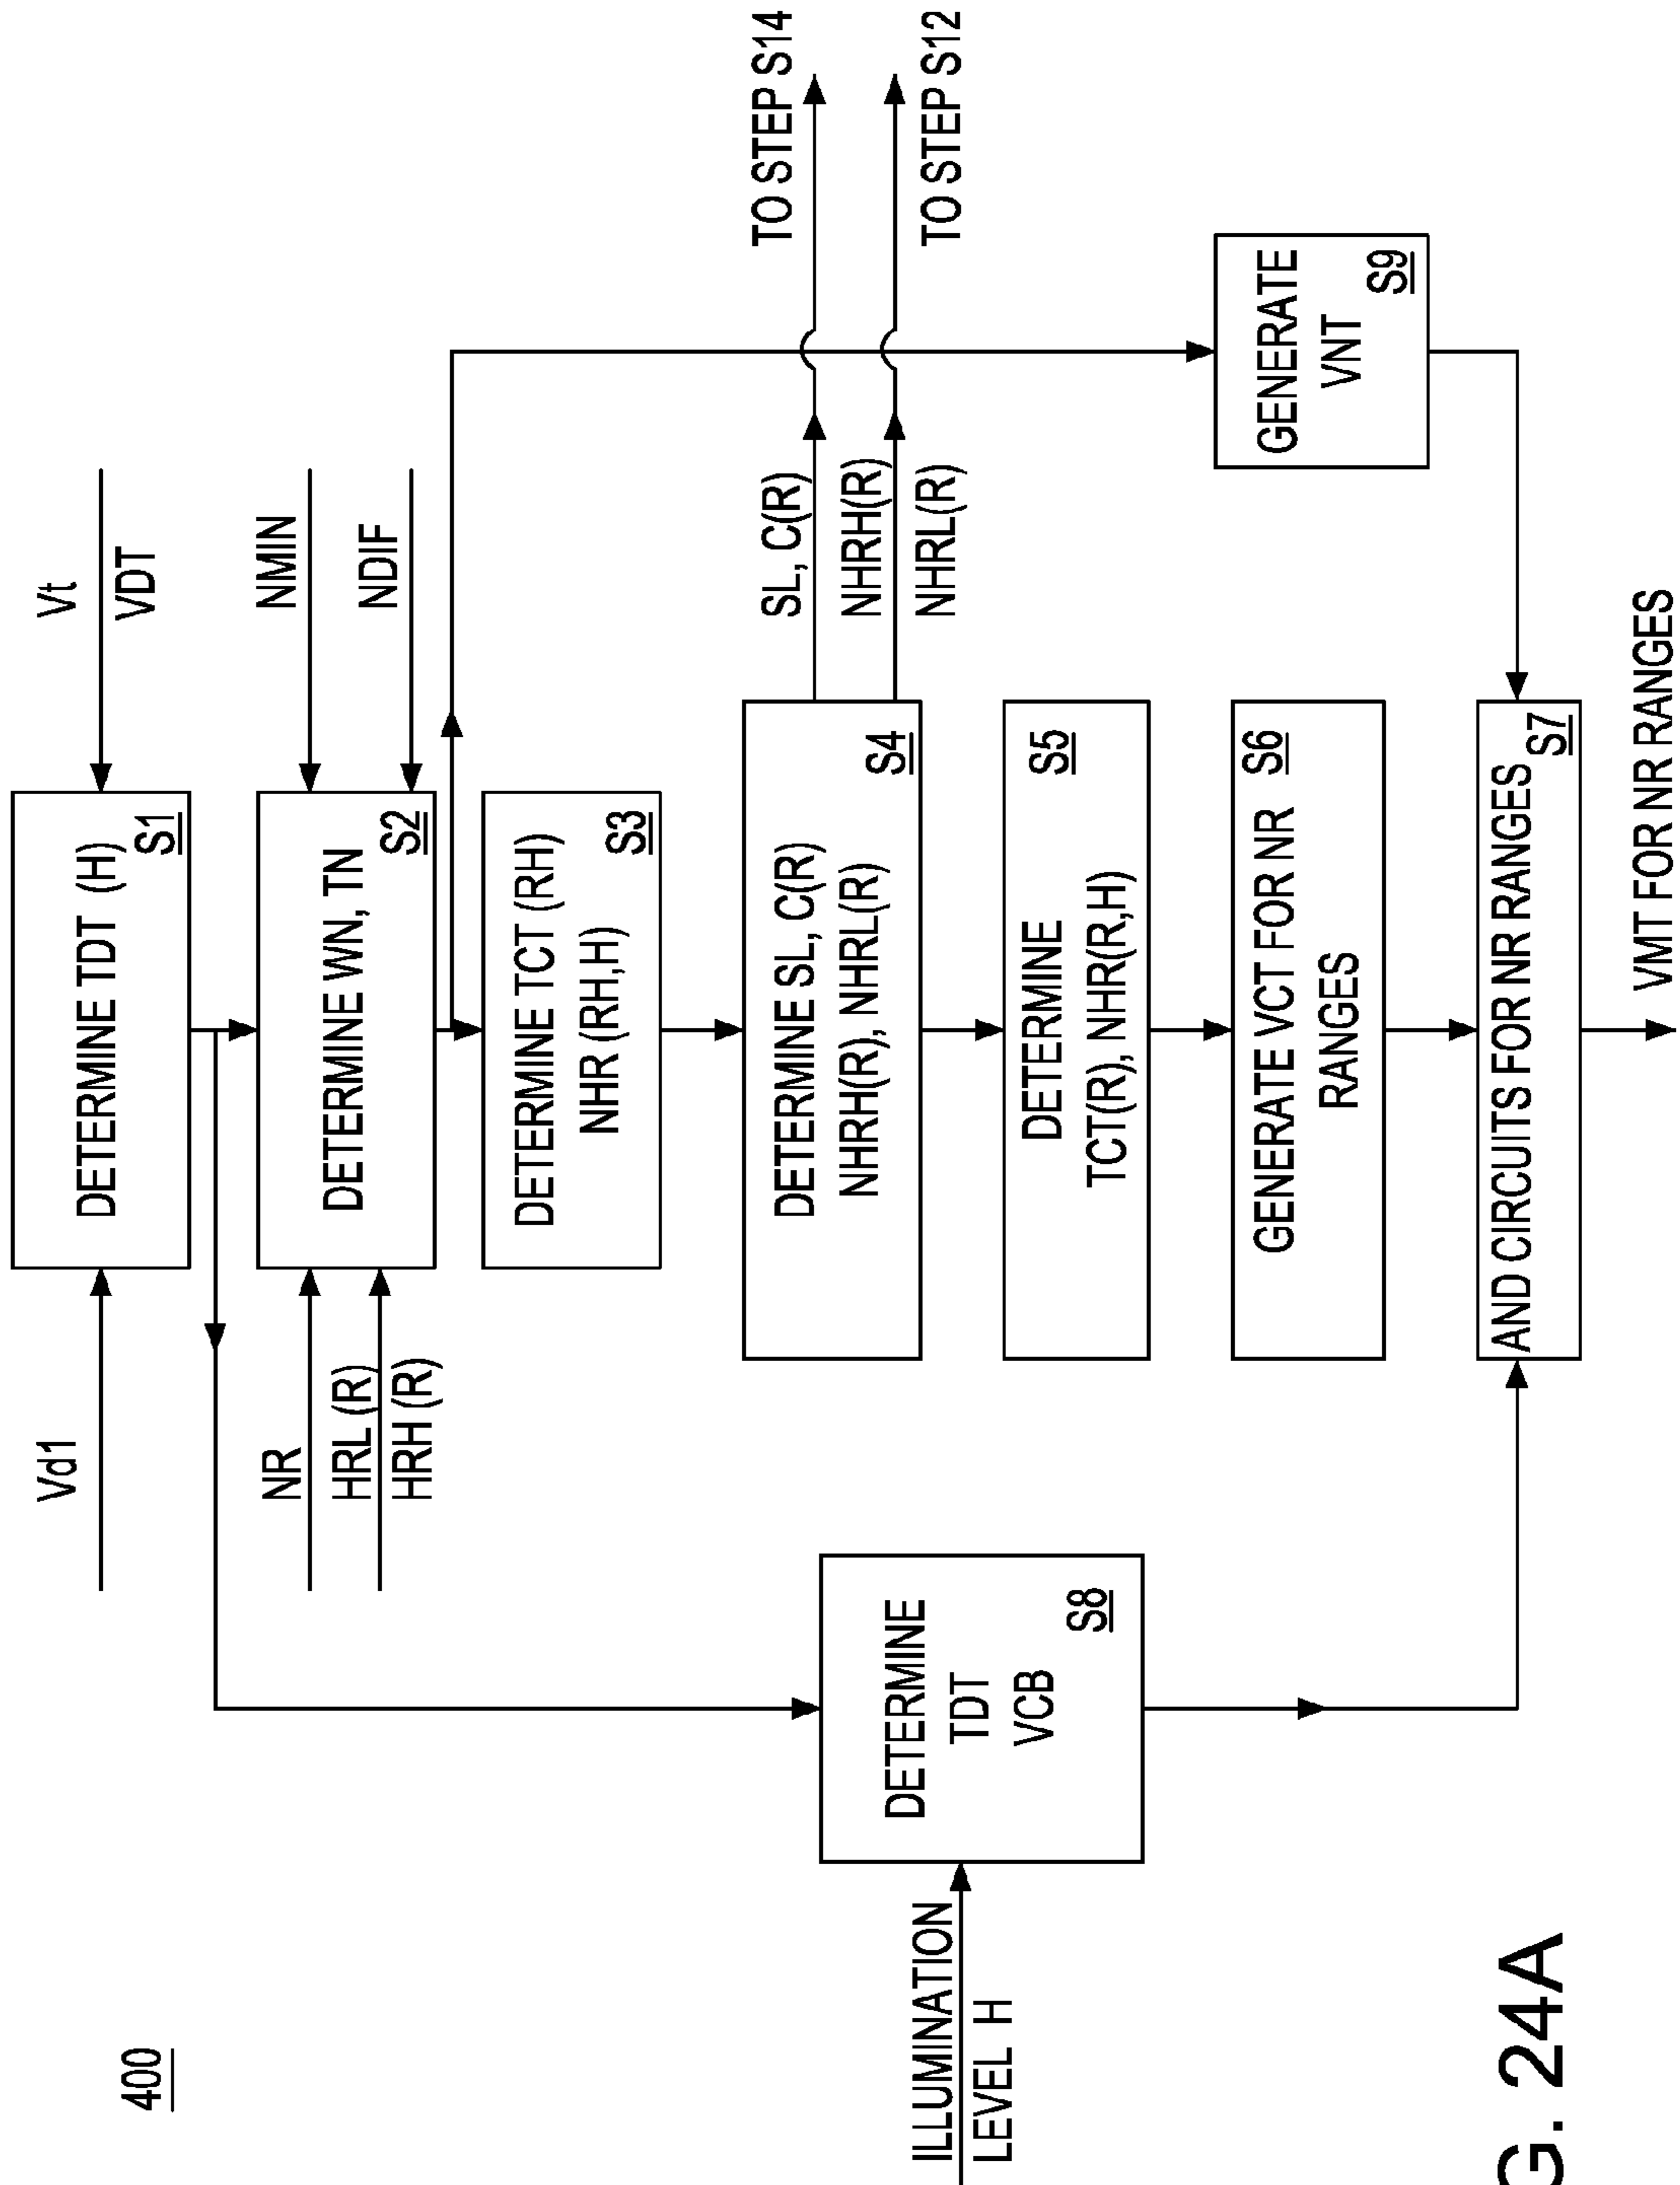 400
Vd1
Vt
VDT
DETERMINE TDT (H)
S1
NR
HRL (R)
HRH (R)
NMIN
NDIF
DETERMINE WN, TN
S2
DETERMINE TCT (RH)
NHR (RH,H)
S3
DETERMINE SL, C(R)
NHRH(R), NHRL(R)
S4
SL, C(R)
NHRH(R)
NHRL(R)
TO STEP S14
TO STEP S12
ILLUMINATION
LEVEL H
DETERMINE
TDT
VCB
S8
DETERMINE
TCT(R), NHR(R,H)
S5
GENERATE VCT FOR NR
RANGES
S6
GENERATE
VNT
S9
AND CIRCUITS FOR NR RANGES
S7
VMT FOR NR RANGES
G. 24A